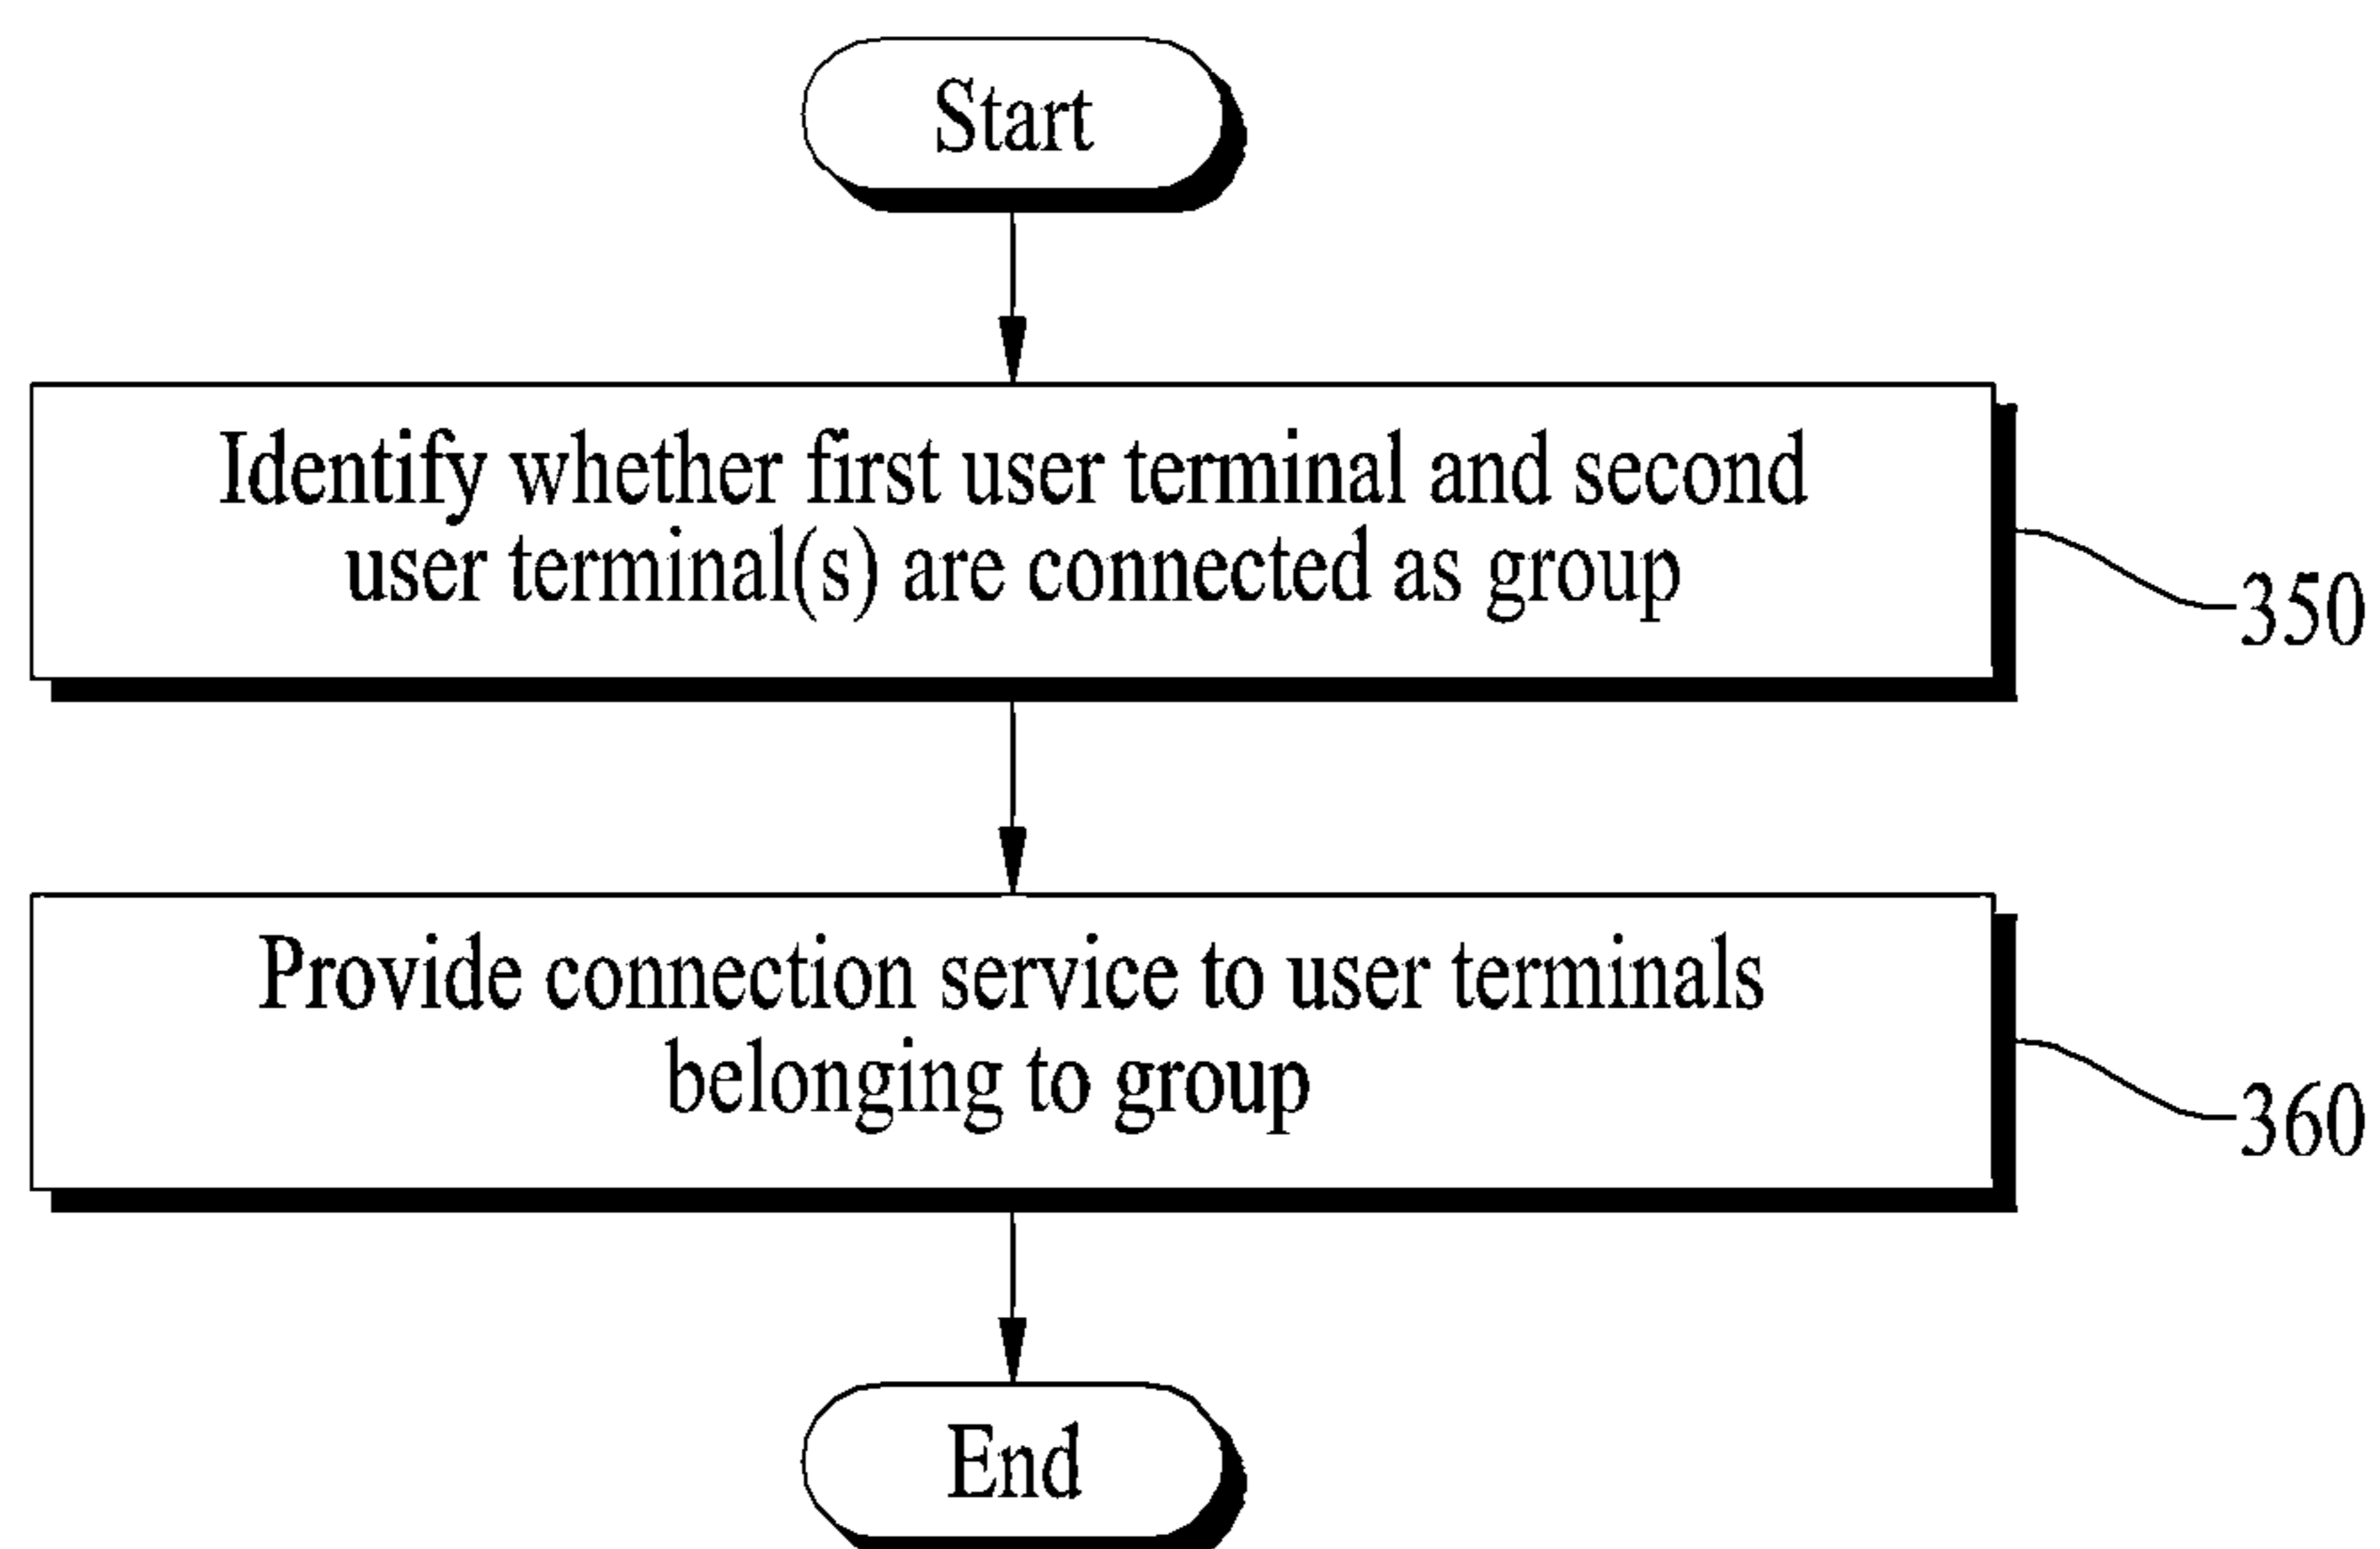 Start
Identify whether first user terminal and second
user terminal(s) are connected as group
350
Provide connection service to user terminals
belonging to group
360
End